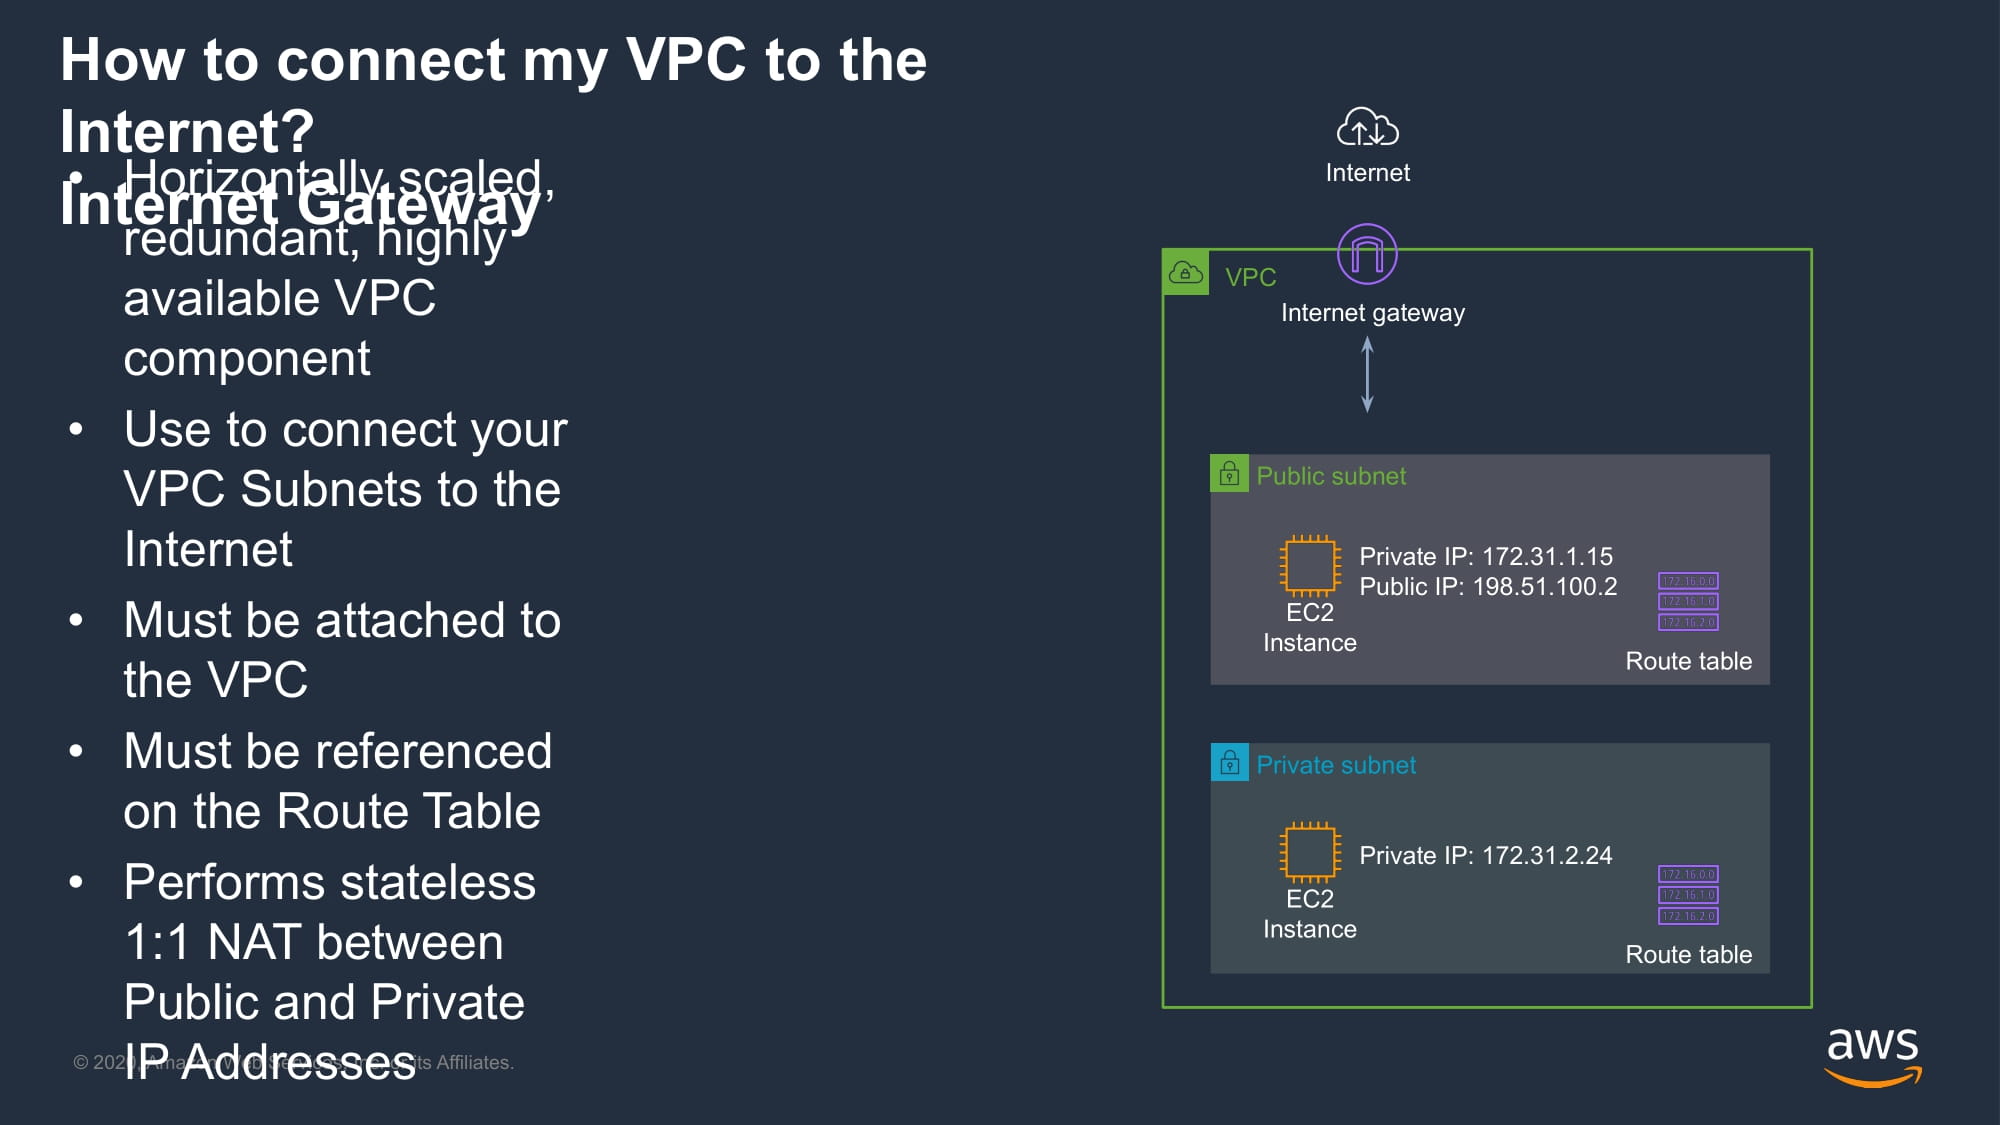 How to connect my VPC to the
Internet?
Internet Gateway
• Horizontally scaled,
redundant, highly
available VPC
component
• Use to connect your
VPC Subnets to the
Internet
• Must be attached to
the VPC
• Must be referenced
on the Route Table
• Performs stateless
1:1 NAT between
Public and Private
IP Addresses
© 2020, Amazon Web Services, Inc. or its Affiliates.
Internet
VPC
Internet gateway
Public subnet
Private IP: 172.31.1.15
Public IP: 198.51.100.2
EC2
Instance
172.16.0.0
172.16.1.0
172.16.2.0
Route table
Private subnet
Private IP: 172.31.2.24
EC2
Instance
172.16.0.0
172.16.1.0
172.16.2.0
Route table
aws